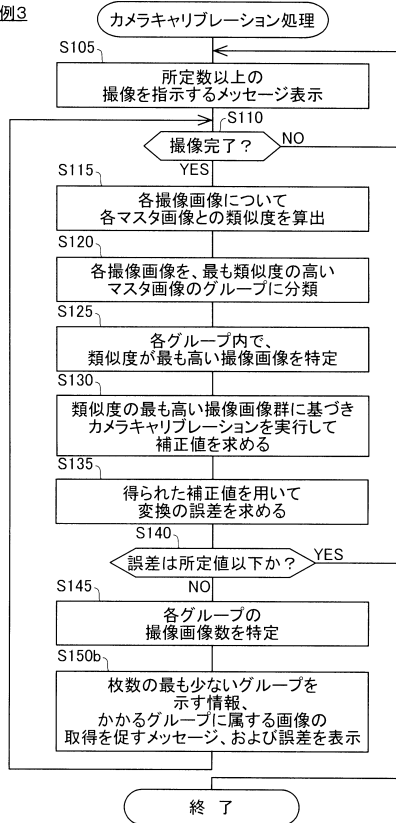 例3
カメラキャリブレーション処理
S105
所定数以上の
撮像を指示するメッセージ表示
S110
撮像完了？
NO
YES
S115
各撮像画像について
各マスタ画像との類似度を算出
S120
各撮像画像を、最も類似度の高い
マスタ画像のグループに分類
S125
各グループ内で、
類似度が最も高い撮像画像を特定
S130
類似度の最も高い撮像画像群に基づき
カメラキャリブレーションを実行して
補正値を求める
S135
得られた補正値を用いて
変換の誤差を求める
S140
誤差は所定値以下か？
YES
NO
S145
各グループの
撮像画像数を特定
S150b
枚数の最も少ないグループを
示す情報、
かかるグループに属する画像の
取得を促すメッセージ、および誤差を表示
終了